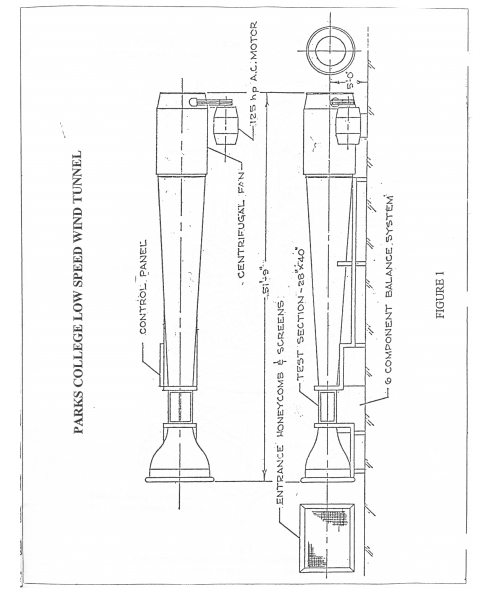 PARKS COLLEGE LOW SPEED WIND TUNNEL
CONTROL PANEL
CENTRIFUGAL FAN
125 hp A.C. MOTOR
51'-9"
5'-0"
ENTRANCE HONEYCOMB & SCREENS
TEST SECTION - 28"X40"
6 COMPONENT BALANCE SYSTEM
FIGURE 1